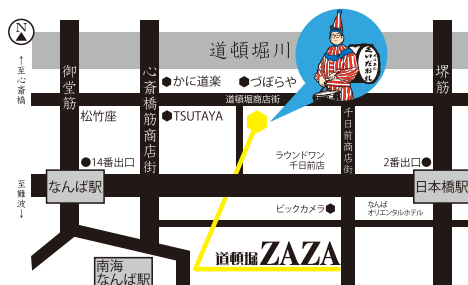 N
←至心斎橋
道頓堀川
くいだおれ
御堂筋
心斎橋筋商店街
堺筋
かに道楽
づぼらや
道頓堀商店街
松竹座
TSUTAYA
千日前商店街
ラウンドワン
千日前店
14番出口
2番出口
なんば駅
日本橋駅
至難波→
ビックカメラ
なんば
オリエンタルホテル
道頓堀ZAZA
南海
なんば駅